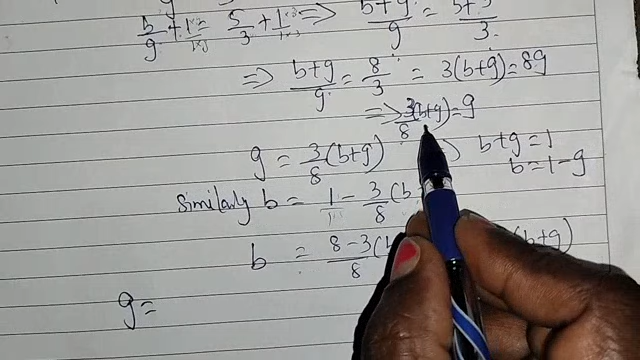 b/g + 1 = 5/3 + 1 ⇒ b+g/g = b+5/3
⇒ b+g/g = 8/3 = 3(b+g) = 8g
⇒ 3(b+g)/8 = g
g = 3/8 (b+g) b+g = 1
b = 1 - g
similarly b = 1 - 3/8 (b
b = 8-3/8 (b (b+g)
g =